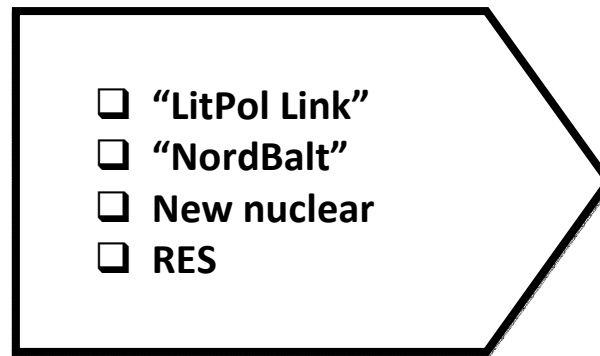 ❑ “LitPol Link”
❑ “NordBalt”
❑ New nuclear
❑ RES